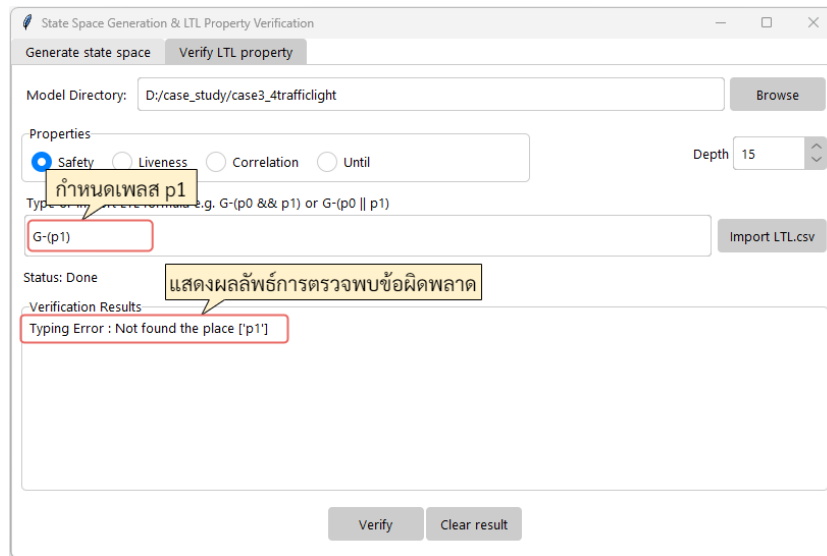 State Space Generation & LTL Property Verification
Generate state space
Verify LTL property
Model Directory:
D:/case_study/case3_4trafficlight
Browse
Properties
Safety
Liveness
Correlation
Until
Depth
15
กำหนดเพลส p1
LTL formula e.g. G-(p0 && p1) or G-(p0 || p1)
G-(p1)
Import LTL.csv
Status: Done
แสดงผลลัพธ์การตรวจพบข้อผิดพลาด
Verification Results
Typing Error : Not found the place ['p1']
Verify
Clear result